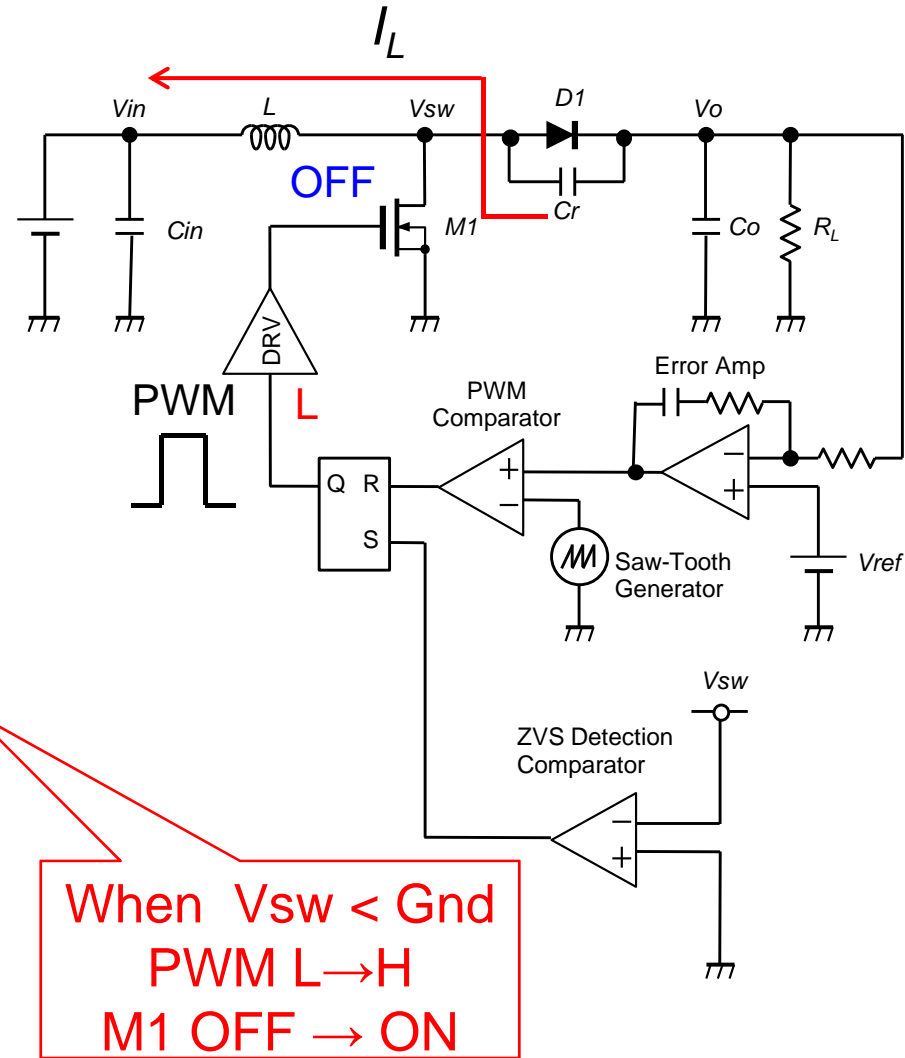 I_L
Vin
L
Vsw
D1
Vo
OFF
Cin
M1
Cr
Co
R_L
DRV
Error Amp
PWM
L
PWM
Comparator
Q
R
S
+
−
−
+
Saw-Tooth
Generator
Vref
Vsw
ZVS Detection
Comparator
−
+
When Vsw < Gnd
PWM L→H
M1 OFF → ON